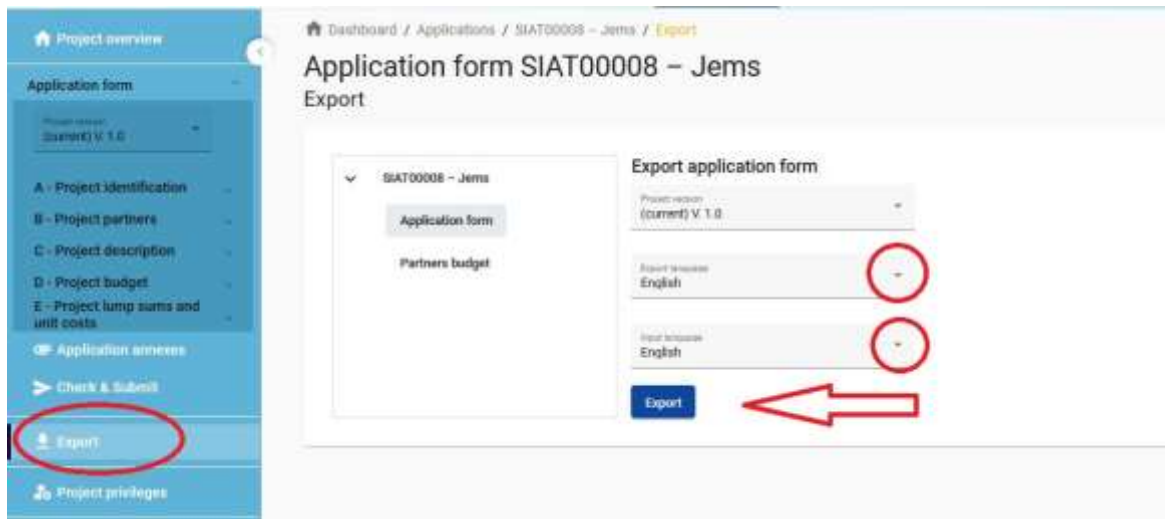 Project overview
Application form
Project version
(current) V. 1.0
A - Project identification
B - Project partners
C - Project description
D - Project budget
E - Project lump sums and
unit costs
Application annexes
Check & Submit
Export
Project privileges
Dashboard / Applications / SIAT00008 – Jems / Export
Application form SIAT00008 – Jems
Export
SIAT00008 – Jems
Application form
Partners budget
Export application form
Project version
(current) V. 1.0
Export language
English
Input language
English
Export